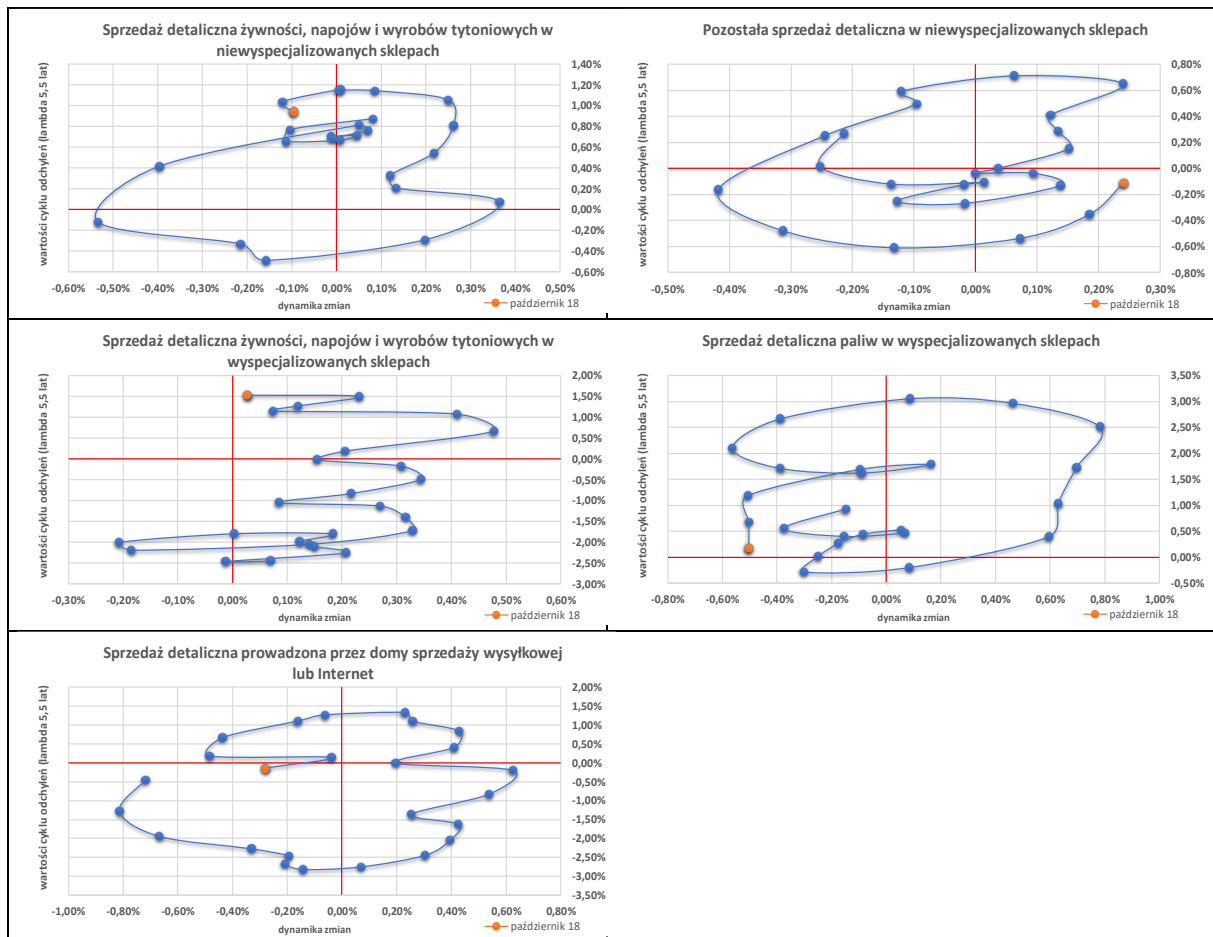 Sprzedaż detaliczna żywności, napojów i wyrobów tytoniowych w
niewyspecjalizowanych sklepach
wartości cyklu odchyleń (lambda 5,5 lat)
1,40%
1,20%
1,00%
0,80%
0,60%
0,40%
0,20%
0,00%
-0,20%
-0,40%
-0,60%
-0,60% -0,50% -0,40% -0,30% -0,20% -0,10% 0,00% 0,10% 0,20% 0,30% 0,40% 0,50%
dynamika zmian
październik 18
Pozostała sprzedaż detaliczna w niewyspecjalizowanych sklepach
wartości cyklu odchyleń (lambda 5,5 lat)
0,80%
0,60%
0,40%
0,20%
0,00%
-0,20%
-0,40%
-0,60%
-0,80%
-0,50% -0,40% -0,30% -0,20% -0,10% 0,00% 0,10% 0,20% 0,30%
dynamika zmian
październik 18
Sprzedaż detaliczna żywności, napojów i wyrobów tytoniowych w
wyspecjalizowanych sklepach
wartości cyklu odchyleń (lambda 5,5 lat)
2,00%
1,50%
1,00%
0,50%
0,00%
-0,50%
-1,00%
-1,50%
-2,00%
-2,50%
-3,00%
-0,30% -0,20% -0,10% 0,00% 0,10% 0,20% 0,30% 0,40% 0,50% 0,60%
dynamika zmian
październik 18
Sprzedaż detaliczna paliw w wyspecjalizowanych sklepach
wartości cyklu odchyleń (lambda 5,5 lat)
3,50%
3,00%
2,50%
2,00%
1,50%
1,00%
0,50%
0,00%
-0,50%
-0,80% -0,60% -0,40% -0,20% 0,00% 0,20% 0,40% 0,60% 0,80% 1,00%
dynamika zmian
październik 18
Sprzedaż detaliczna prowadzona przez domy sprzedaży wysyłkowej
lub Internet
wartości cyklu odchyleń (lambda 5,5 lat)
2,00%
1,50%
1,00%
0,50%
0,00%
-0,50%
-1,00%
-1,50%
-2,00%
-2,50%
-3,00%
-3,50%
-1,00% -0,80% -0,60% -0,40% -0,20% 0,00% 0,20% 0,40% 0,60% 0,80%
dynamika zmian
październik 18